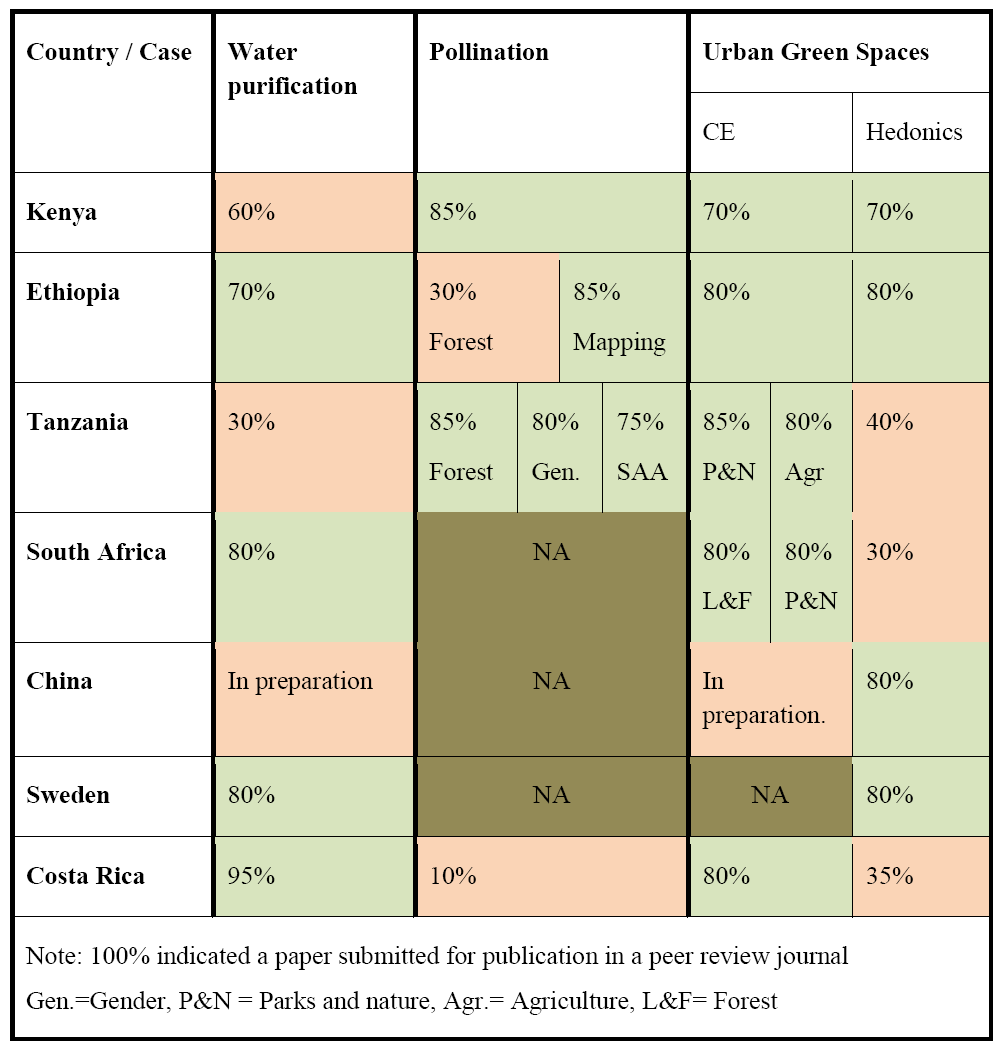 Country / Case Water Pollination Urban Green Spaces
purification
CE Hedonics
Kenya 60% 85% 70% 70%
Ethiopia 70% 30% 85% 80% 80%
Forest Mapping
Tanzania 30% 85% 80% 75% 85% 80% 40%
Forest Gen. SAA P&N Agr
South Africa 80% NA 80% 80% 30%
L&F P&N
China In preparation NA In 80%
preparation.
Sweden 80% NA NA 80%
Costa Rica 95% 10% 80% 35%
Note: 100% indicated a paper submitted for publication in a peer review journal
Gen.=Gender, P&N = Parks and nature, Agr.= Agriculture, L&F= Forest